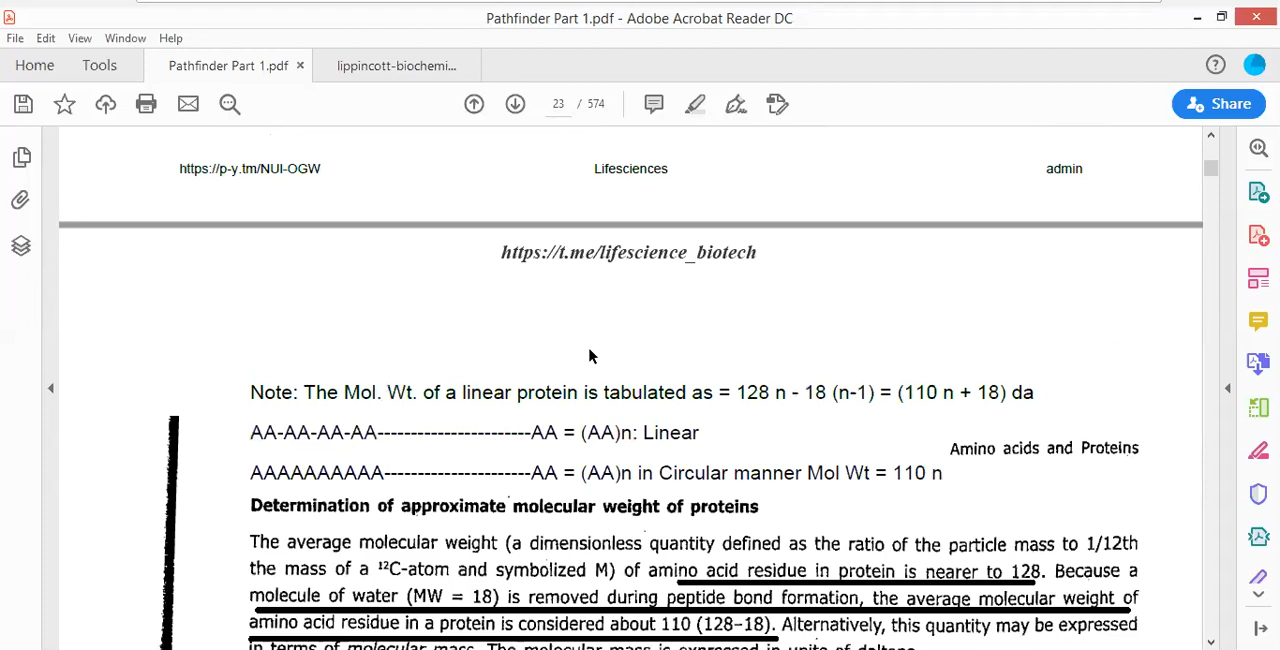 Pathfinder Part 1.pdf - Adobe Acrobat Reader DC
File Edit View Window Help
Home Tools Pathfinder Part 1.pdf × lippincott-biochemi...
23 / 574 Share
https://p-y.tm/NUI-OGW Lifesciences admin
https://t.me/lifescience_biotech
Note: The Mol. Wt. of a linear protein is tabulated as = 128 n - 18 (n-1) = (110 n + 18) da
AA-AA-AA-AA-----------------------AA = (AA)n: Linear
Amino acids and Proteins
AAAAAAAAAA----------------------AA = (AA)n in Circular manner Mol Wt = 110 n
Determination of approximate molecular weight of proteins
The average molecular weight (a dimensionless quantity defined as the ratio of the particle mass to 1/12th
the mass of a ¹²C-atom and symbolized M) of amino acid residue in protein is nearer to 128. Because a
molecule of water (MW = 18) is removed during peptide bond formation, the average molecular weight of
amino acid residue in a protein is considered about 110 (128–18). Alternatively, this quantity may be expressed
in terms of molecular mass. The molecular mass is expressed in units of daltons